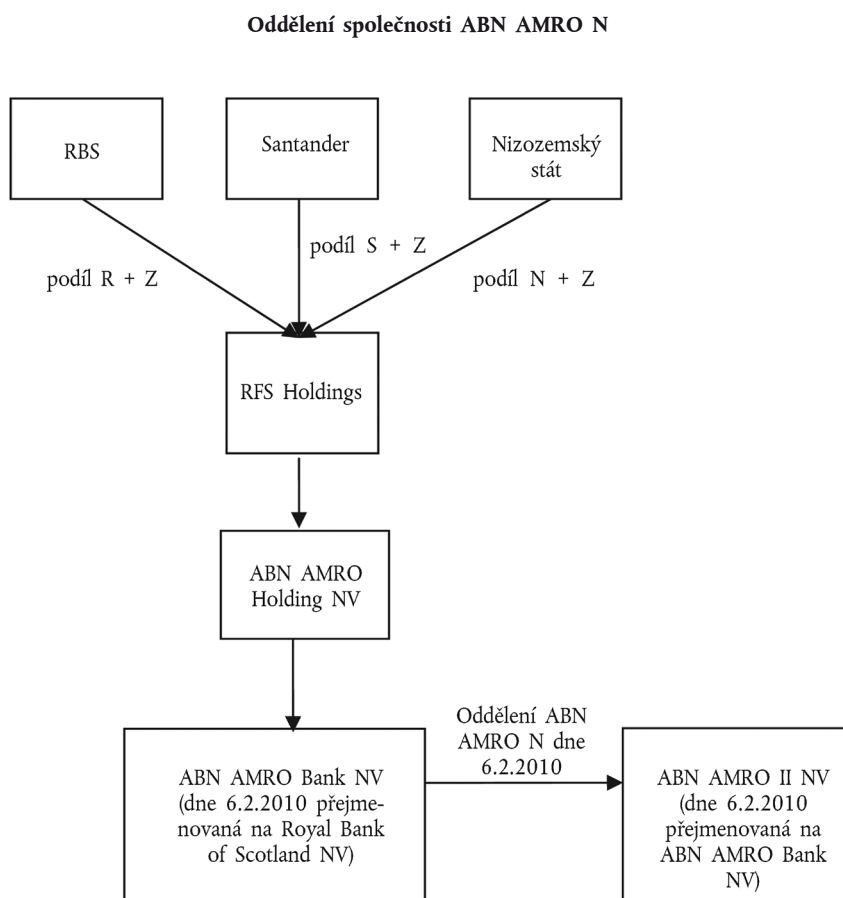 Oddělení společnosti ABN AMRO N
RBS
Santander
Nizozemský
stát
podíl R + Z
podíl S + Z
podíl N + Z
RFS Holdings
ABN AMRO
Holding NV
Oddělení ABN
AMRO N dne
6.2.2010
ABN AMRO Bank NV
(dne 6.2.2010 přejme-
novaná na Royal Bank
of Scotland NV)
ABN AMRO II NV
(dne 6.2.2010
přejmenovaná na
ABN AMRO Bank
NV)